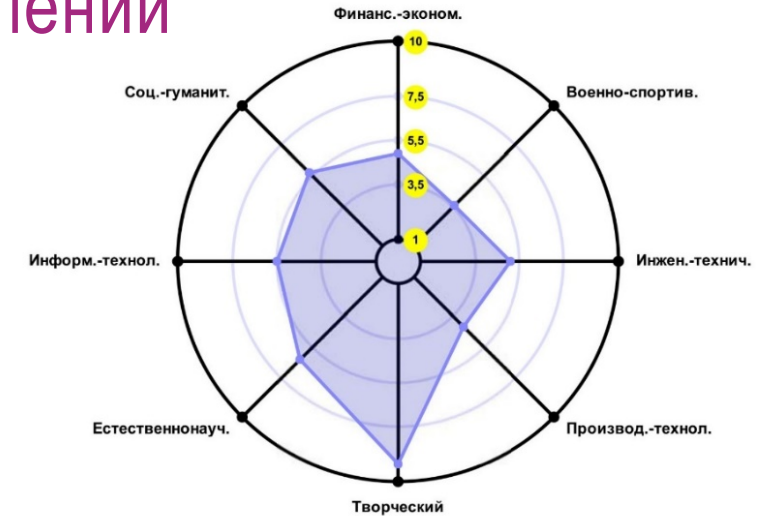 Финанс.-эконом.
10
Соц.-гуманит.
7,5
Военно-спортив.
5,5
3,5
1
Информ.-технол.
Инжен.-технич.
Естественнонауч.
Производ.-технол.
Творческий